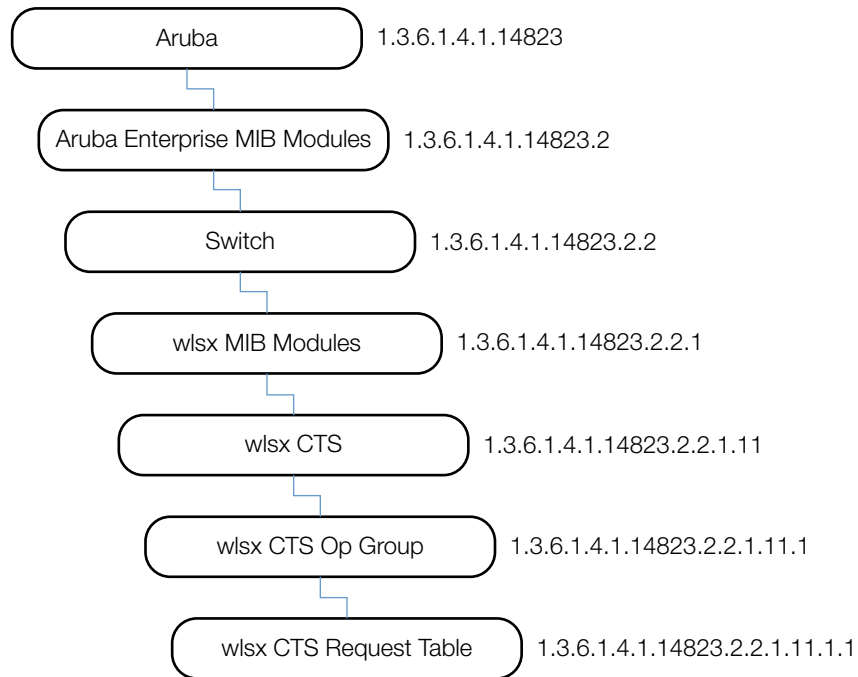 Aruba 1.3.6.1.4.1.14823
Aruba Enterprise MIB Modules 1.3.6.1.4.1.14823.2
Switch 1.3.6.1.4.1.14823.2.2
wlsx MIB Modules 1.3.6.1.4.1.14823.2.2.1
wlsx CTS 1.3.6.1.4.1.14823.2.2.1.11
wlsx CTS Op Group 1.3.6.1.4.1.14823.2.2.1.11.1
wlsx CTS Request Table 1.3.6.1.4.1.14823.2.2.1.11.1.1